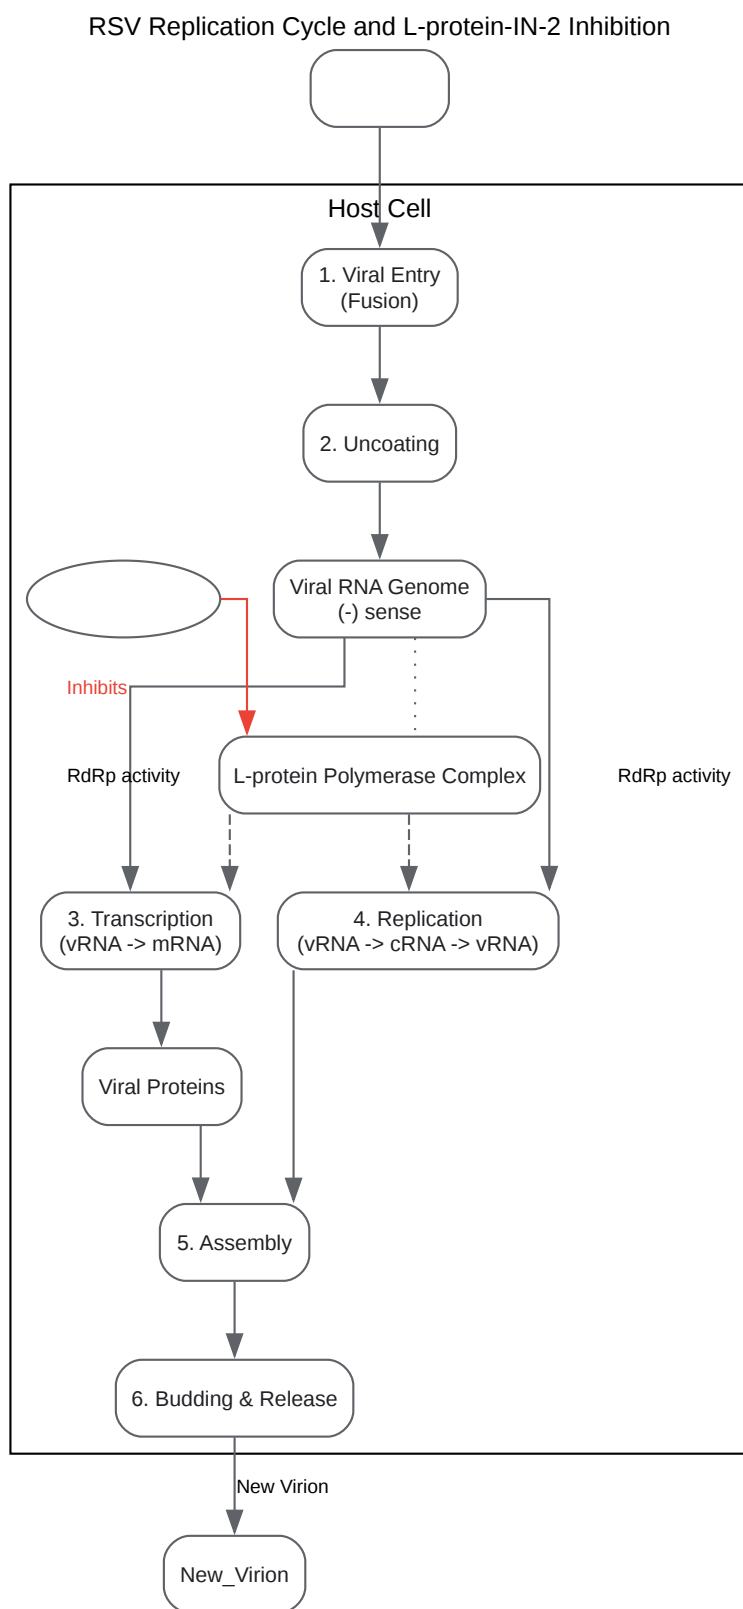 RSV Replication Cycle and L-protein-IN-2 Inhibition
Host Cell
1. Viral Entry
(Fusion)
2. Uncoating
Viral RNA Genome
(-) sense
Inhibits
RdRp activity
L-protein Polymerase Complex
RdRp activity
3. Transcription
(vRNA -> mRNA)
4. Replication
(vRNA -> cRNA -> vRNA)
Viral Proteins
5. Assembly
6. Budding & Release
New Virion
New_Virion